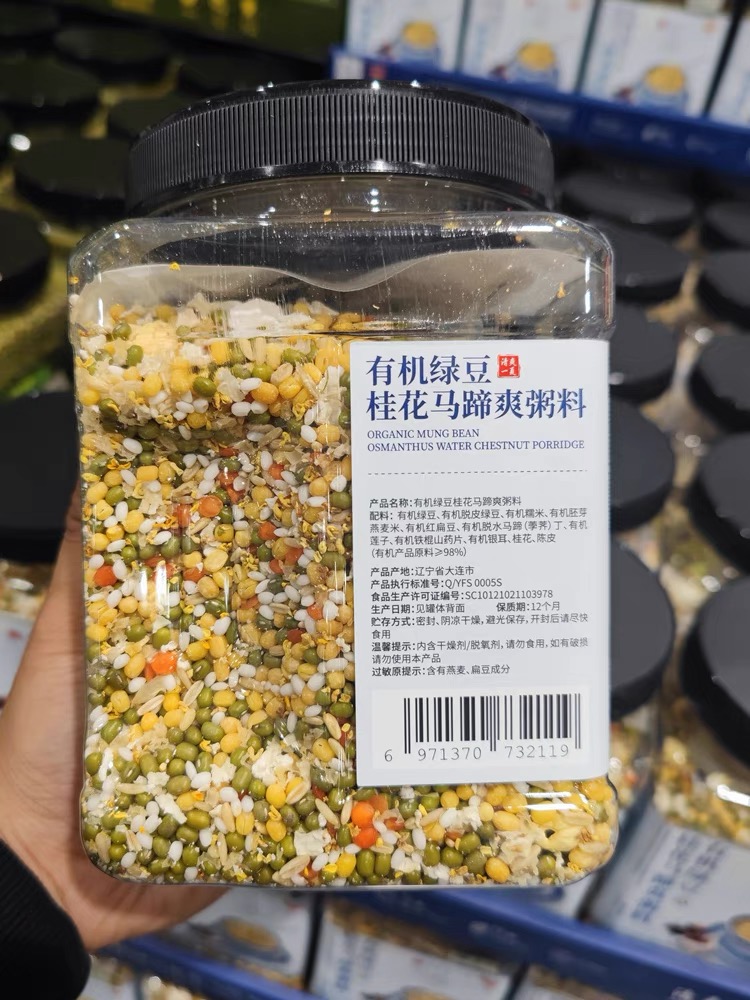 有机绿豆
清爽一夏
桂花马蹄爽粥料
ORGANIC MUNG BEAN
OSMANTHUS WATER CHESTNUT PORRIDGE
产品名称:有机绿豆桂花马蹄爽粥料
配料:有机绿豆、有机脱皮绿豆、有机糯米、有机胚芽
燕麦米、有机红扁豆、有机脱水马蹄(荸荠)丁、有机
莲子、有机铁棍山药片、有机银耳、桂花、陈皮
(有机产品原料≥98%)
产品产地:辽宁省大连市
产品执行标准号:Q/YFS 0005S
食品生产许可证编号:SC10121021103978
生产日期:见罐体背面 保质期:12个月
贮存方式:密封、阴凉干燥,避光保存,开封后请尽快
食用
温馨提示:内含干燥剂/脱氧剂,请勿食用,如有破损
请勿使用本产品
过敏原提示:含有燕麦、扁豆成分
6 971370 732119